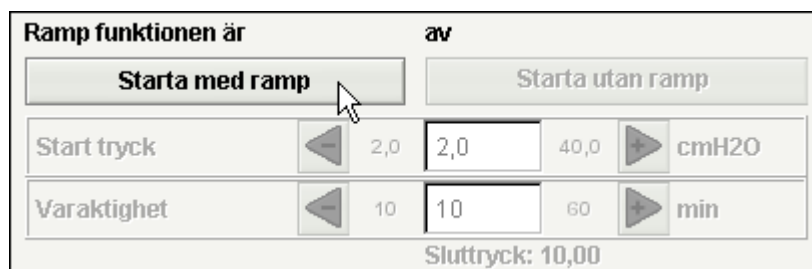 Ramp funktionen är av
Starta med ramp Starta utan ramp
Start tryck - 2,0 2,0 40,0 + cmH2O
Varaktighet - 10 10 60 + min
Sluttryck: 10,00